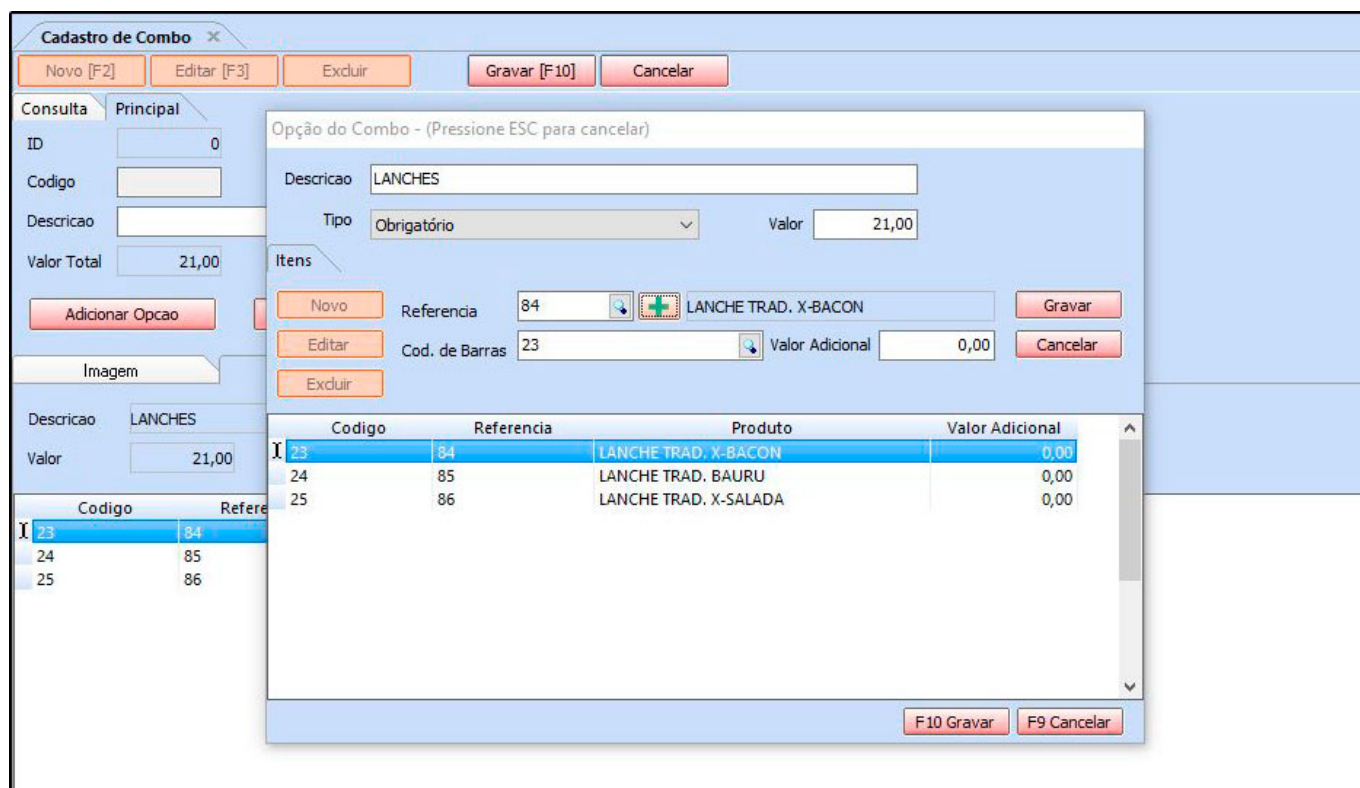 Cadastro de Combo
Novo [F2] Editar [F3] Excluir Gravar [F10] Cancelar
Consulta Principal
ID 0
Codigo
Descricao
Valor Total 21,00
Adicionar Opcao
Imagem
Descricao LANCHES
Valor 21,00
Codigo Refere
23 84
24 85
25 86
Opção do Combo - (Pressione ESC para cancelar)
Descricao LANCHES
Tipo Obrigatório Valor 21,00
Itens
Novo Referencia 84 LANCHE TRAD. X-BACON Gravar
Editar Cod. de Barras 23 Valor Adicional 0,00 Cancelar
Excluir
Codigo Referencia Produto Valor Adicional
23 84 LANCHE TRAD. X-BACON 0,00
24 85 LANCHE TRAD. BAURU 0,00
25 86 LANCHE TRAD. X-SALADA 0,00
F10 Gravar F9 Cancelar